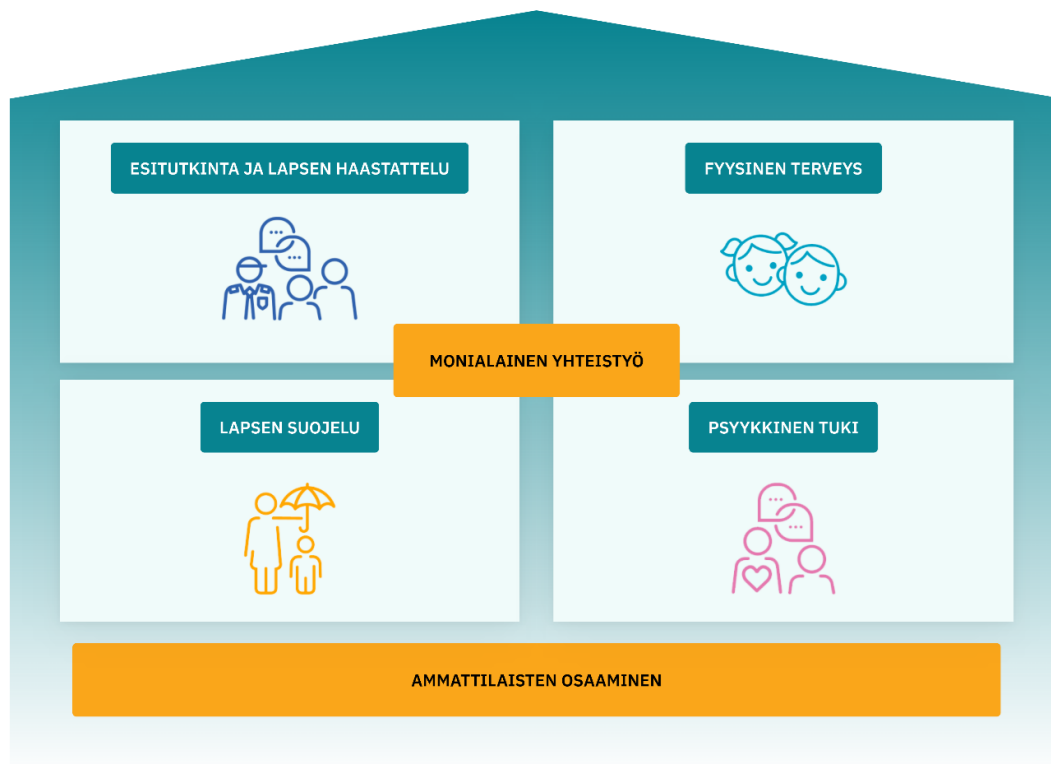 ESITUTKINTA JA LAPSEN HAASTATTELU
FYYSINEN TERVEYS
MONIALAINEN YHTEISTYÖ
LAPSEN SUOJELU
PSYYKKINEN TUKI
AMMATTILAISTEN OSAAMINEN